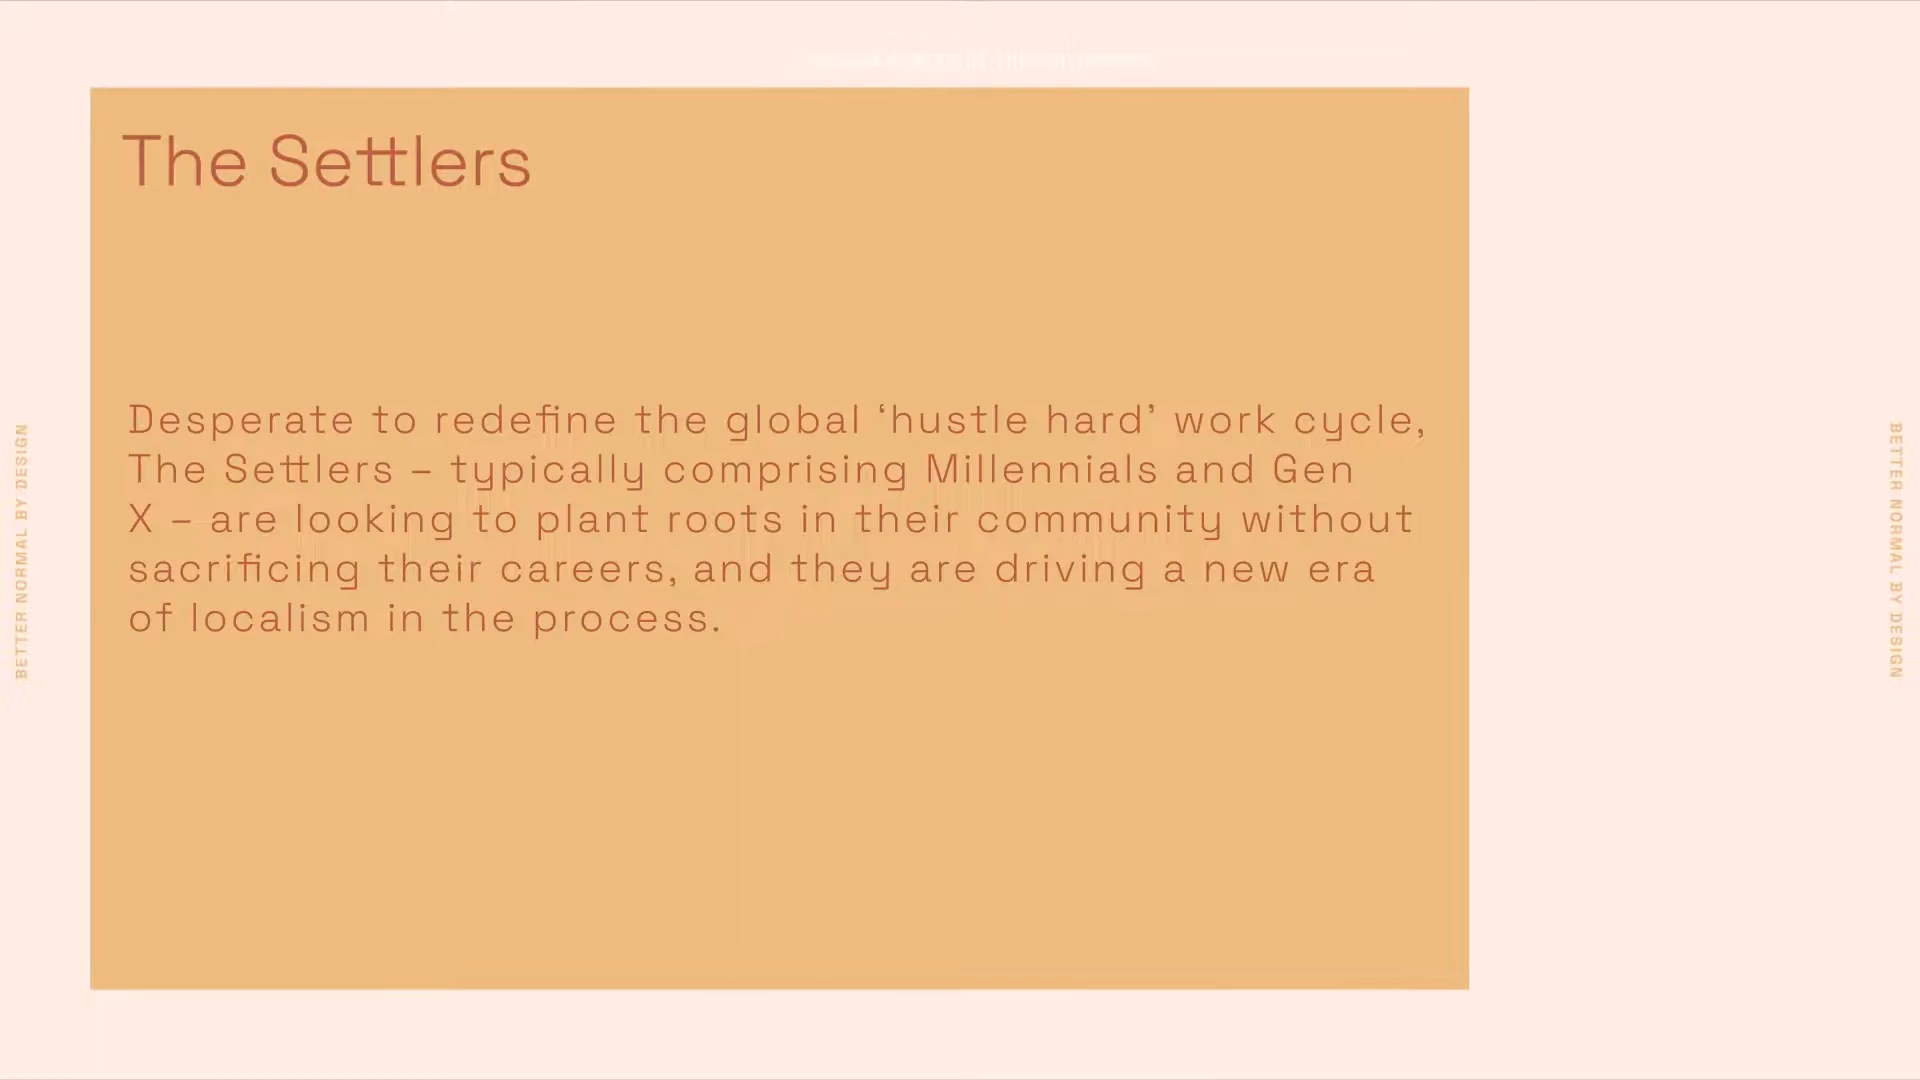 The Settlers
Desperate to redefine the global ‘hustle hard’ work cycle,
The Settlers – typically comprising Millennials and Gen
X – are looking to plant roots in their community without
sacrificing their careers, and they are driving a new era
of localism in the process.
BETTER NORMAL BY DESIGN
BETTER NORMAL BY DESIGN